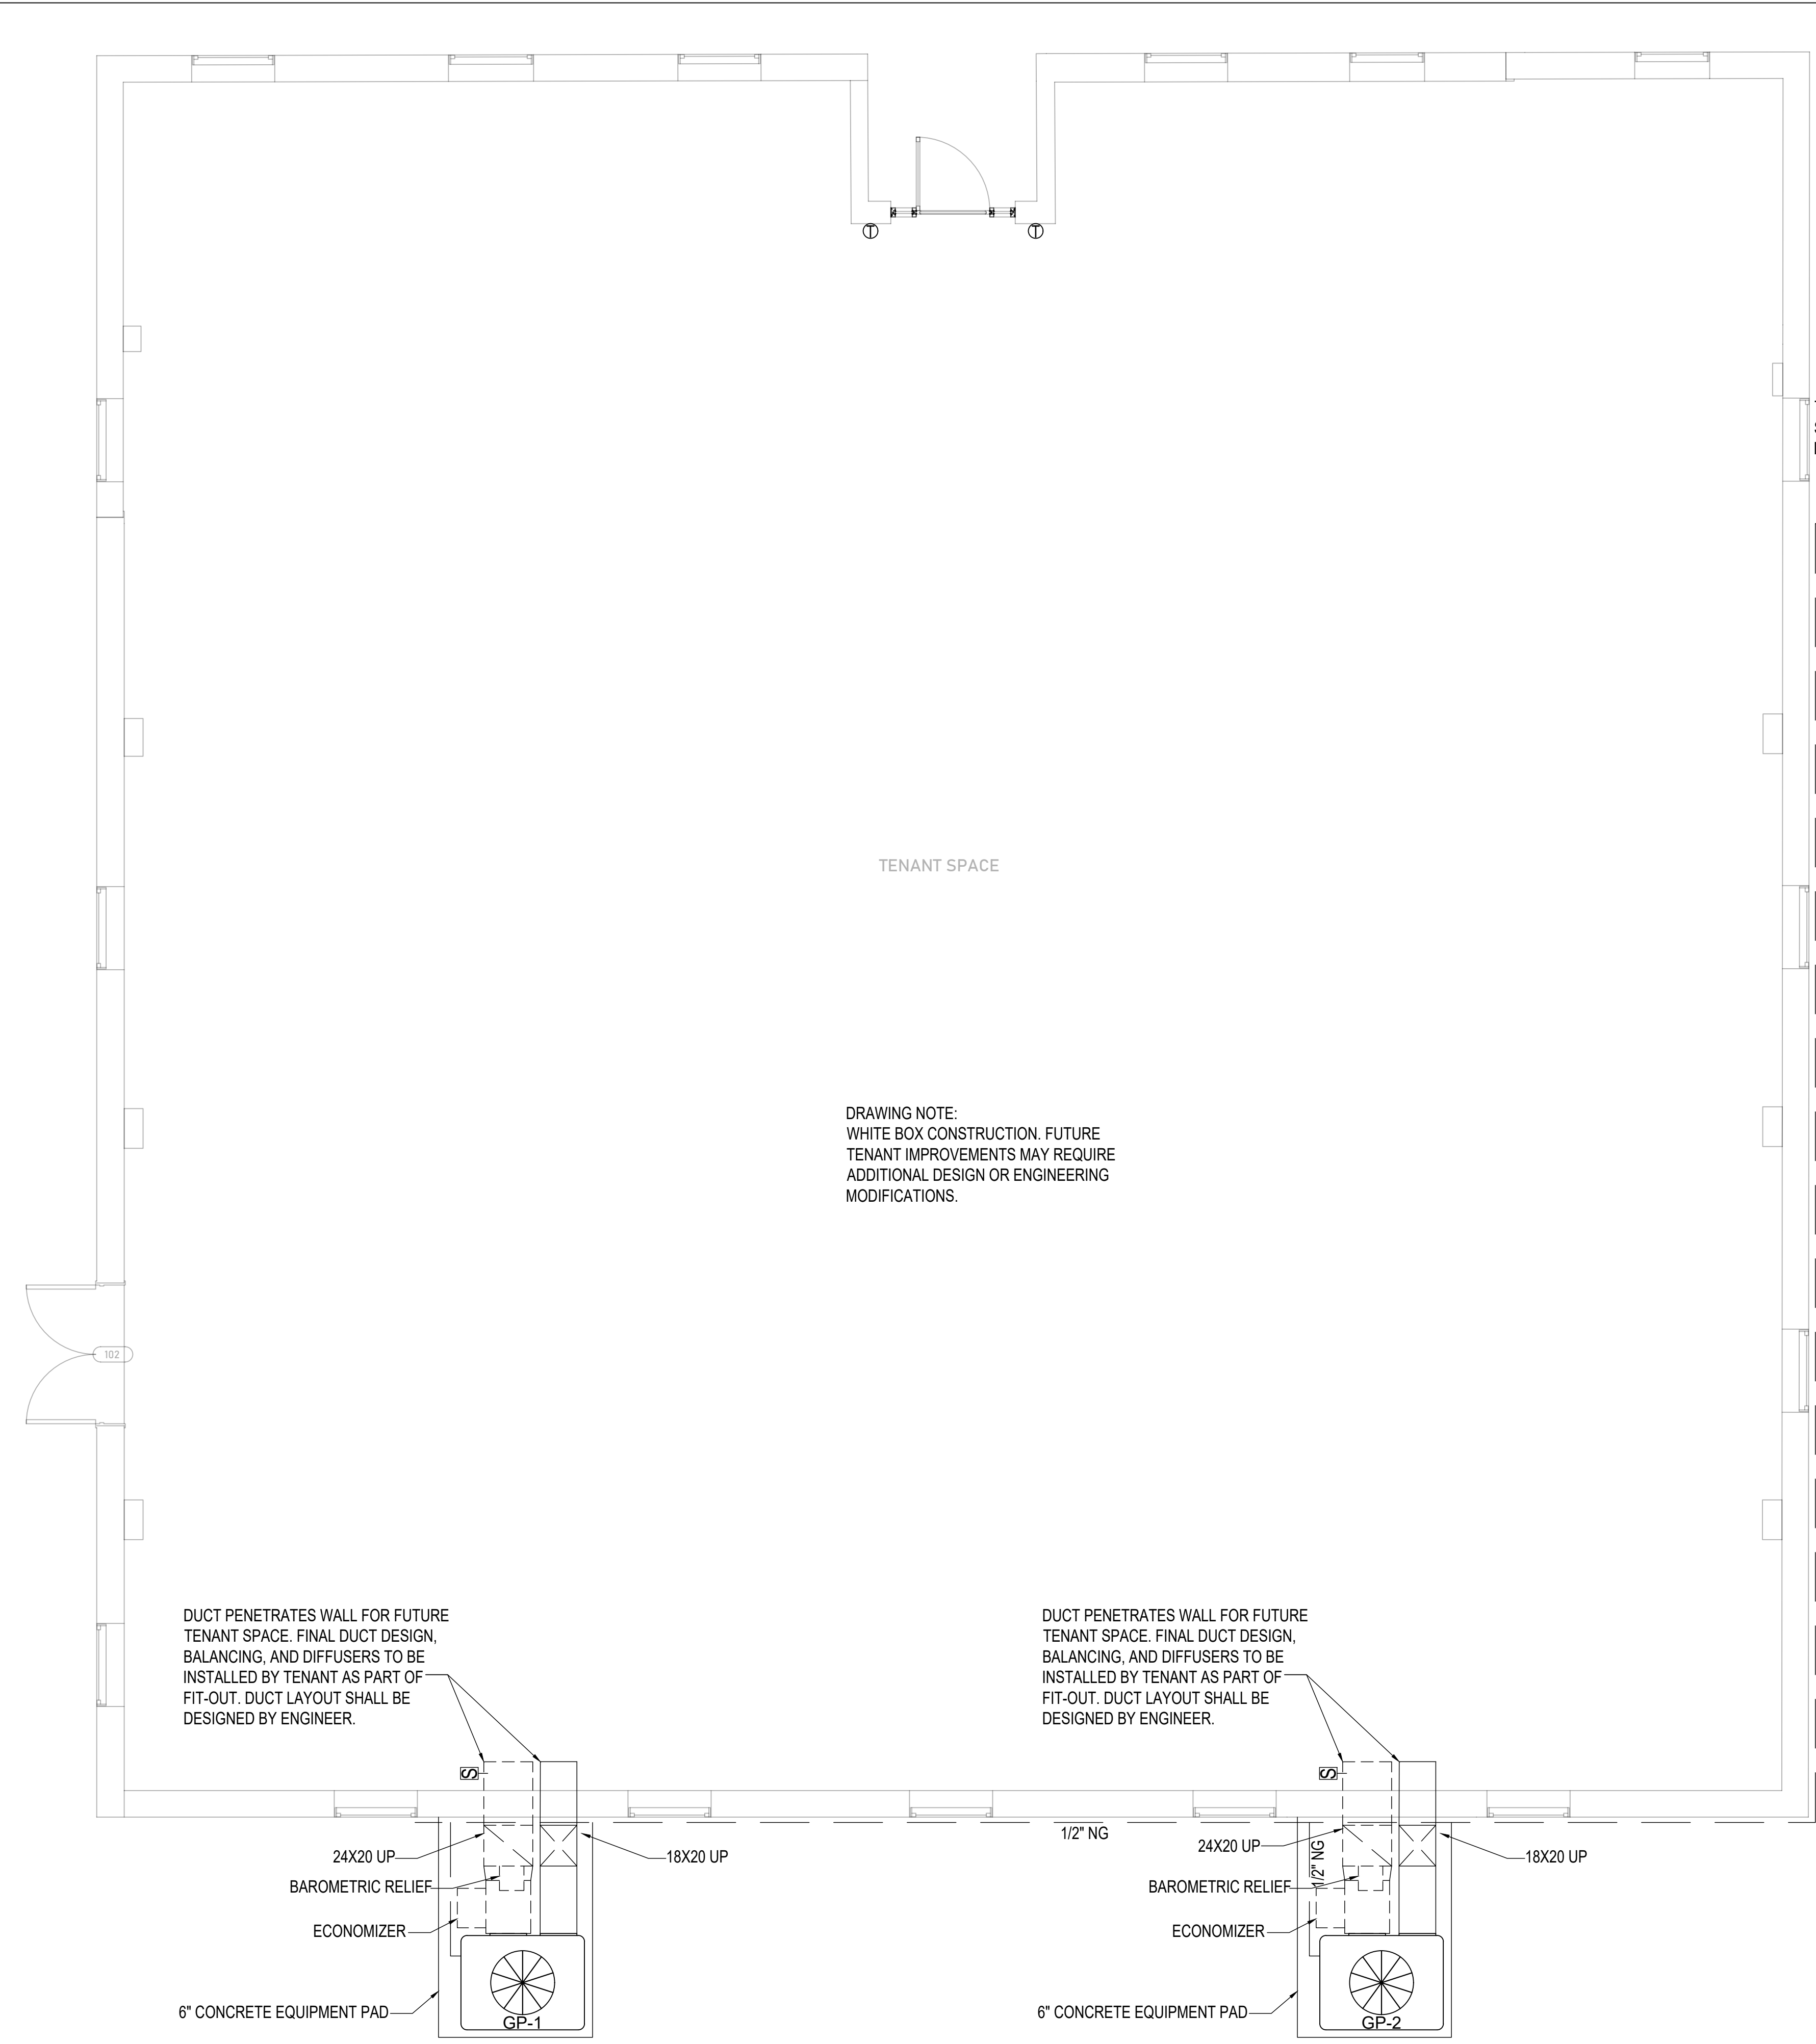 T
T
TENANT SPACE
DRAWING NOTE:
WHITE BOX CONSTRUCTION. FUTURE
TENANT IMPROVEMENTS MAY REQUIRE
ADDITIONAL DESIGN OR ENGINEERING
MODIFICATIONS.
102
DUCT PENETRATES WALL FOR FUTURE
TENANT SPACE. FINAL DUCT DESIGN,
BALANCING, AND DIFFUSERS TO BE
INSTALLED BY TENANT AS PART OF
FIT-OUT. DUCT LAYOUT SHALL BE
DESIGNED BY ENGINEER.
DUCT PENETRATES WALL FOR FUTURE
TENANT SPACE. FINAL DUCT DESIGN,
BALANCING, AND DIFFUSERS TO BE
INSTALLED BY TENANT AS PART OF
FIT-OUT. DUCT LAYOUT SHALL BE
DESIGNED BY ENGINEER.
S
S
1/2" NG
24X20 UP
18X20 UP
BAROMETRIC RELIEF
ECONOMIZER
6" CONCRETE EQUIPMENT PAD
GP-1
24X20 UP
1/2" NG
18X20 UP
BAROMETRIC RELIEF
ECONOMIZER
6" CONCRETE EQUIPMENT PAD
GP-2